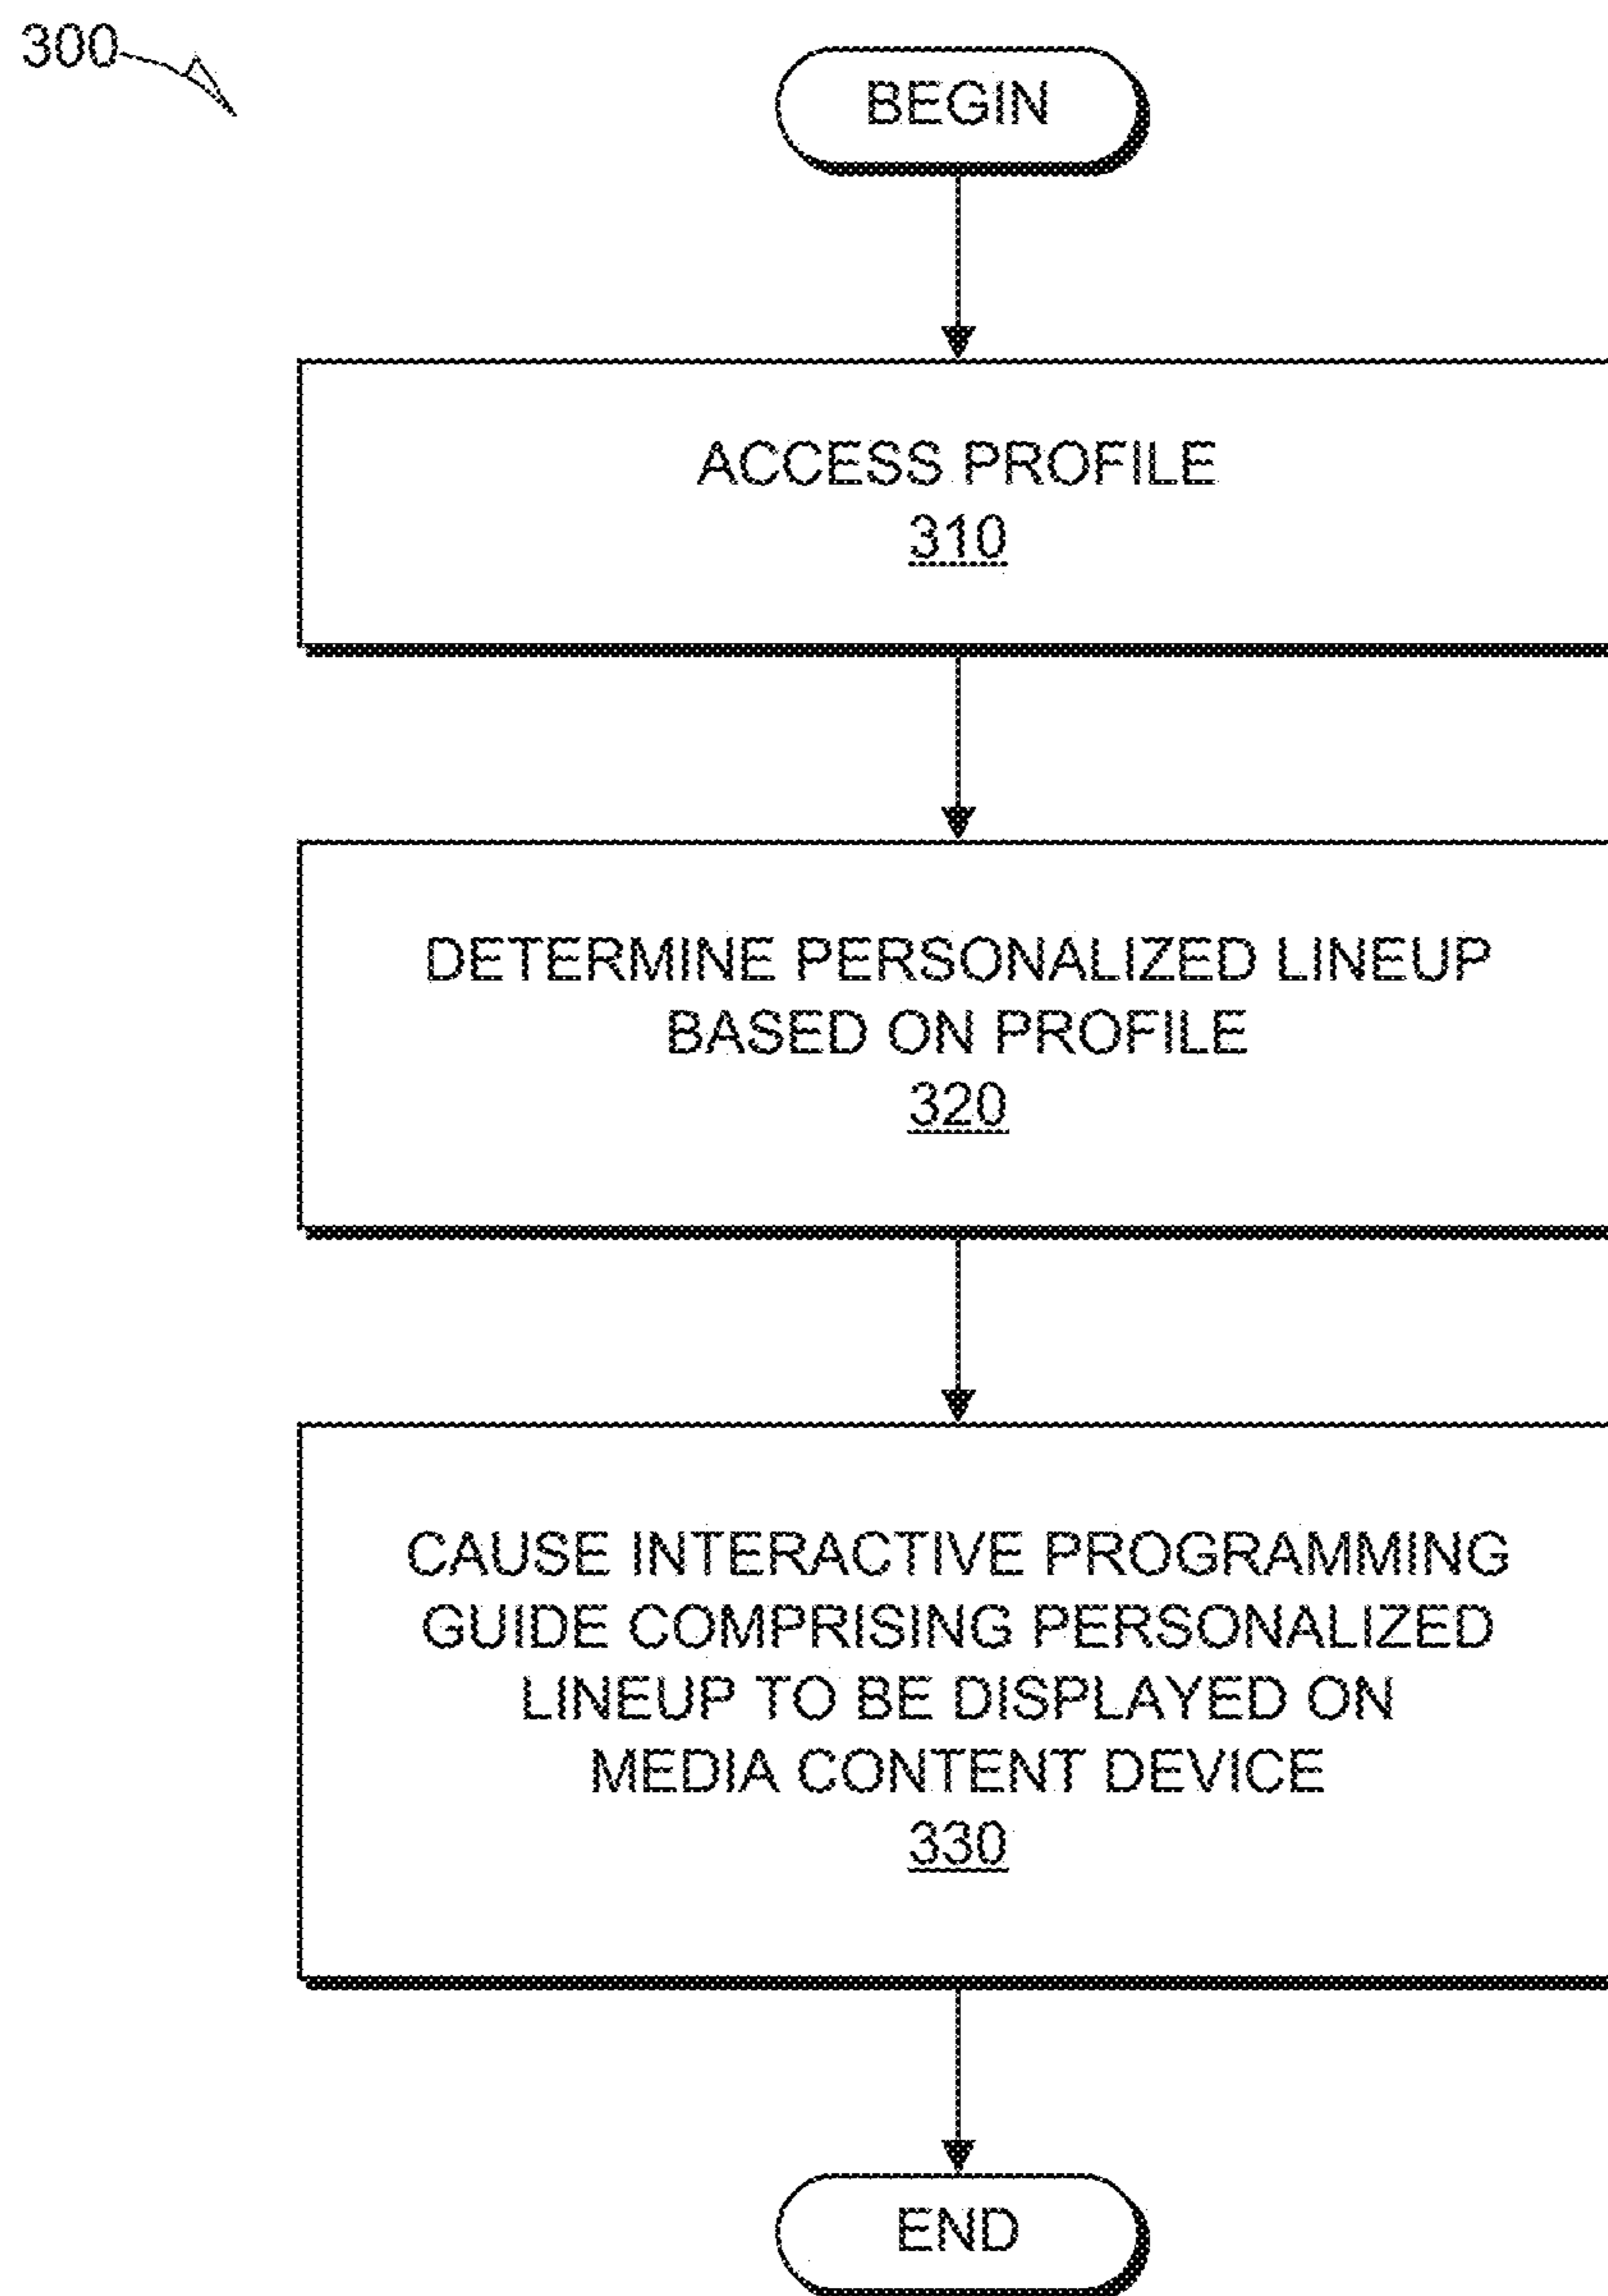 300
BEGIN
ACCESS PROFILE
310
DETERMINE PERSONALIZED LINEUP
BASED ON PROFILE
320
CAUSE INTERACTIVE PROGRAMMING
GUIDE COMPRISING PERSONALIZED
LINEUP TO BE DISPLAYED ON
MEDIA CONTENT DEVICE
330
END